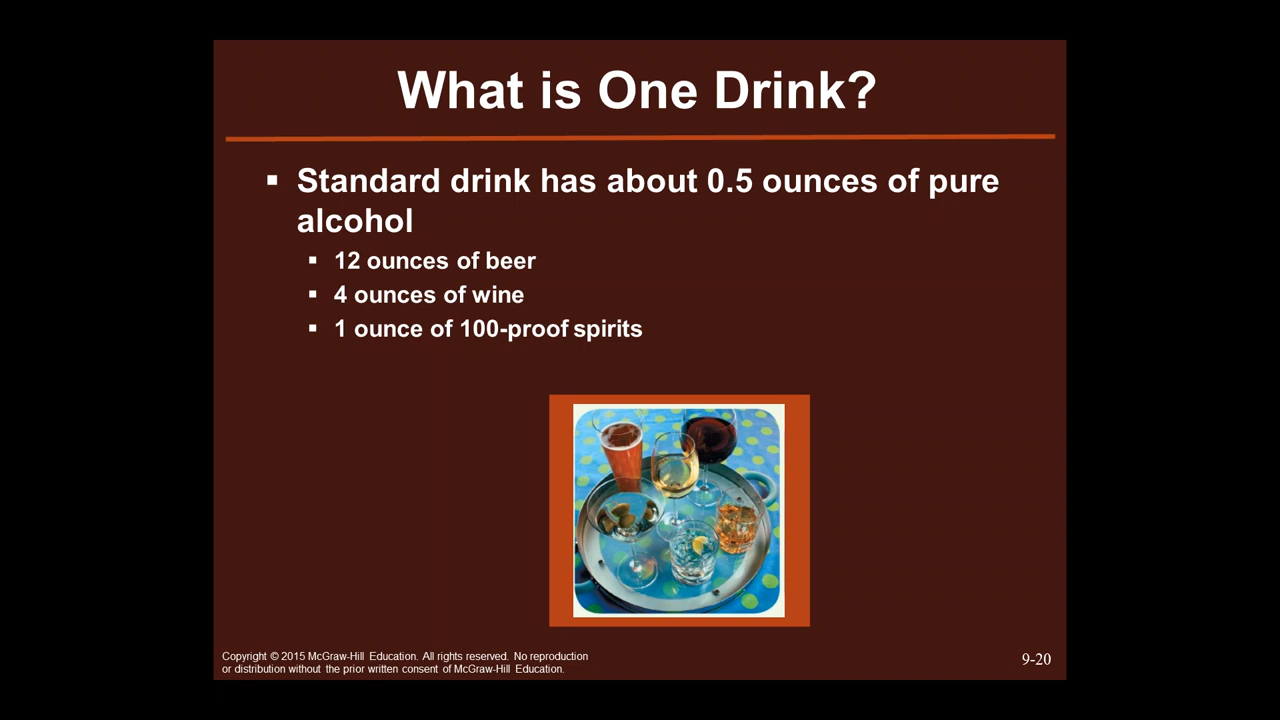 What is One Drink?
▪ Standard drink has about 0.5 ounces of pure
alcohol
▪ 12 ounces of beer
▪ 4 ounces of wine
▪ 1 ounce of 100-proof spirits
Copyright © 2015 McGraw-Hill Education. All rights reserved. No reproduction
or distribution without the prior written consent of McGraw-Hill Education.
9-20